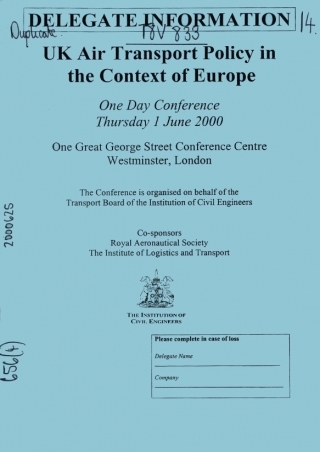 DELEGATE INFORMATION
14.
Duplicate.
T8V 833
UK Air Transport Policy in
the Context of Europe
One Day Conference
Thursday 1 June 2000
One Great George Street Conference Centre
Westminster, London
The Conference is organised on behalf of the
Transport Board of the Institution of Civil Engineers
Co-sponsors
Royal Aeronautical Society
The Institute of Logistics and Transport
2000625
THE INSTITUTION OF
CIVIL ENGINEERS
656(4)
Please complete in case of loss
Delegate Name
Company